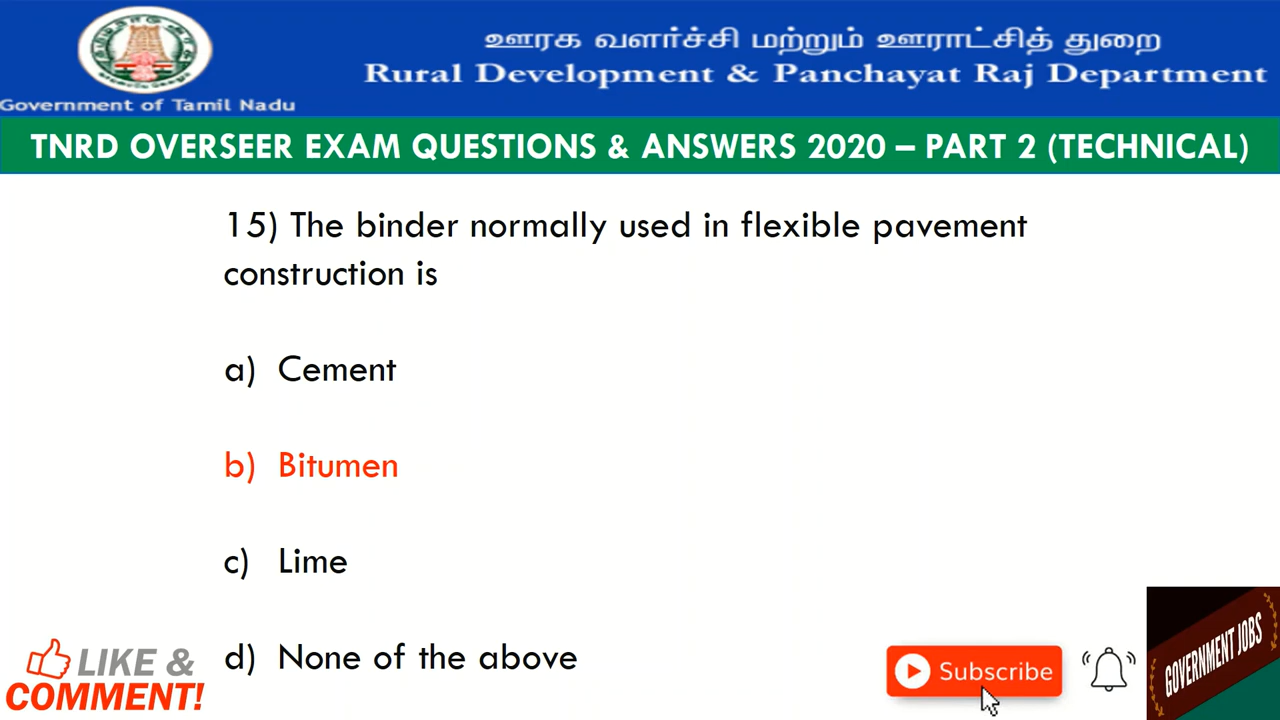 ஊரக வளர்ச்சி மற்றும் ஊராட்சித் துறை
Rural Development & Panchayat Raj Department
Government of Tamil Nadu
TNRD OVERSEER EXAM QUESTIONS & ANSWERS 2020 – PART 2 (TECHNICAL)
15) The binder normally used in flexible pavement
construction is
a) Cement
b) Bitumen
c) Lime
d) None of the above
LIKE &
COMMENT!
Subscribe
GOVERNMENT JOBS